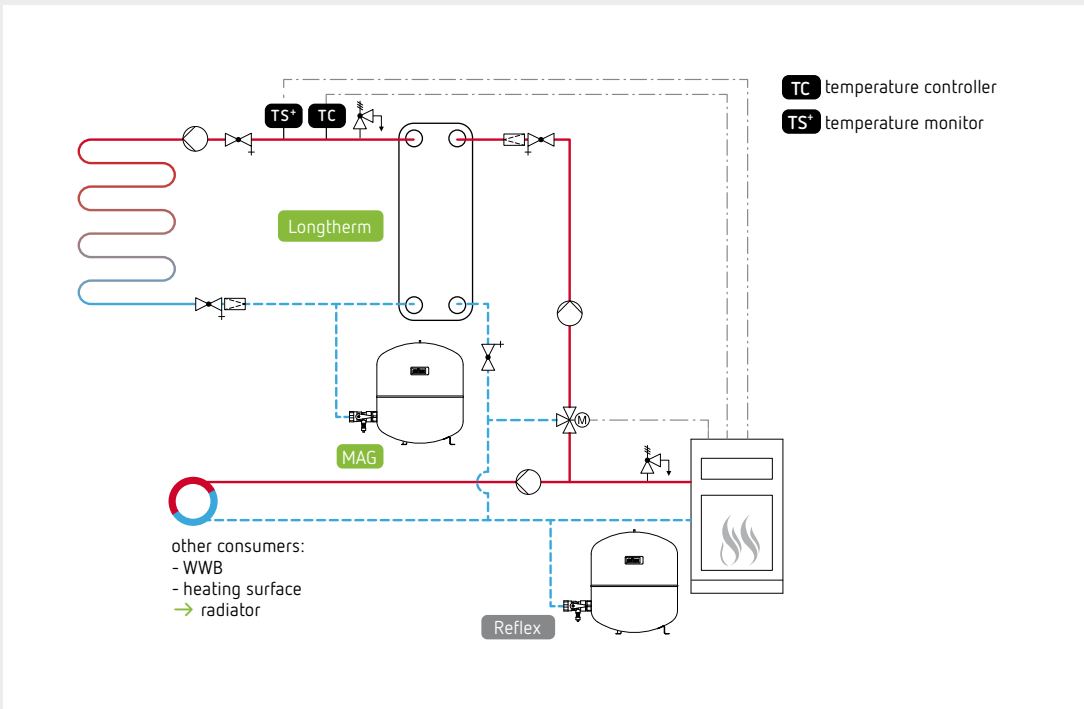 TS+
TC
TC temperature controller
TS+ temperature monitor
Longtherm
M
MAG
other consumers:
- WWB
- heating surface
→ radiator
Reflex